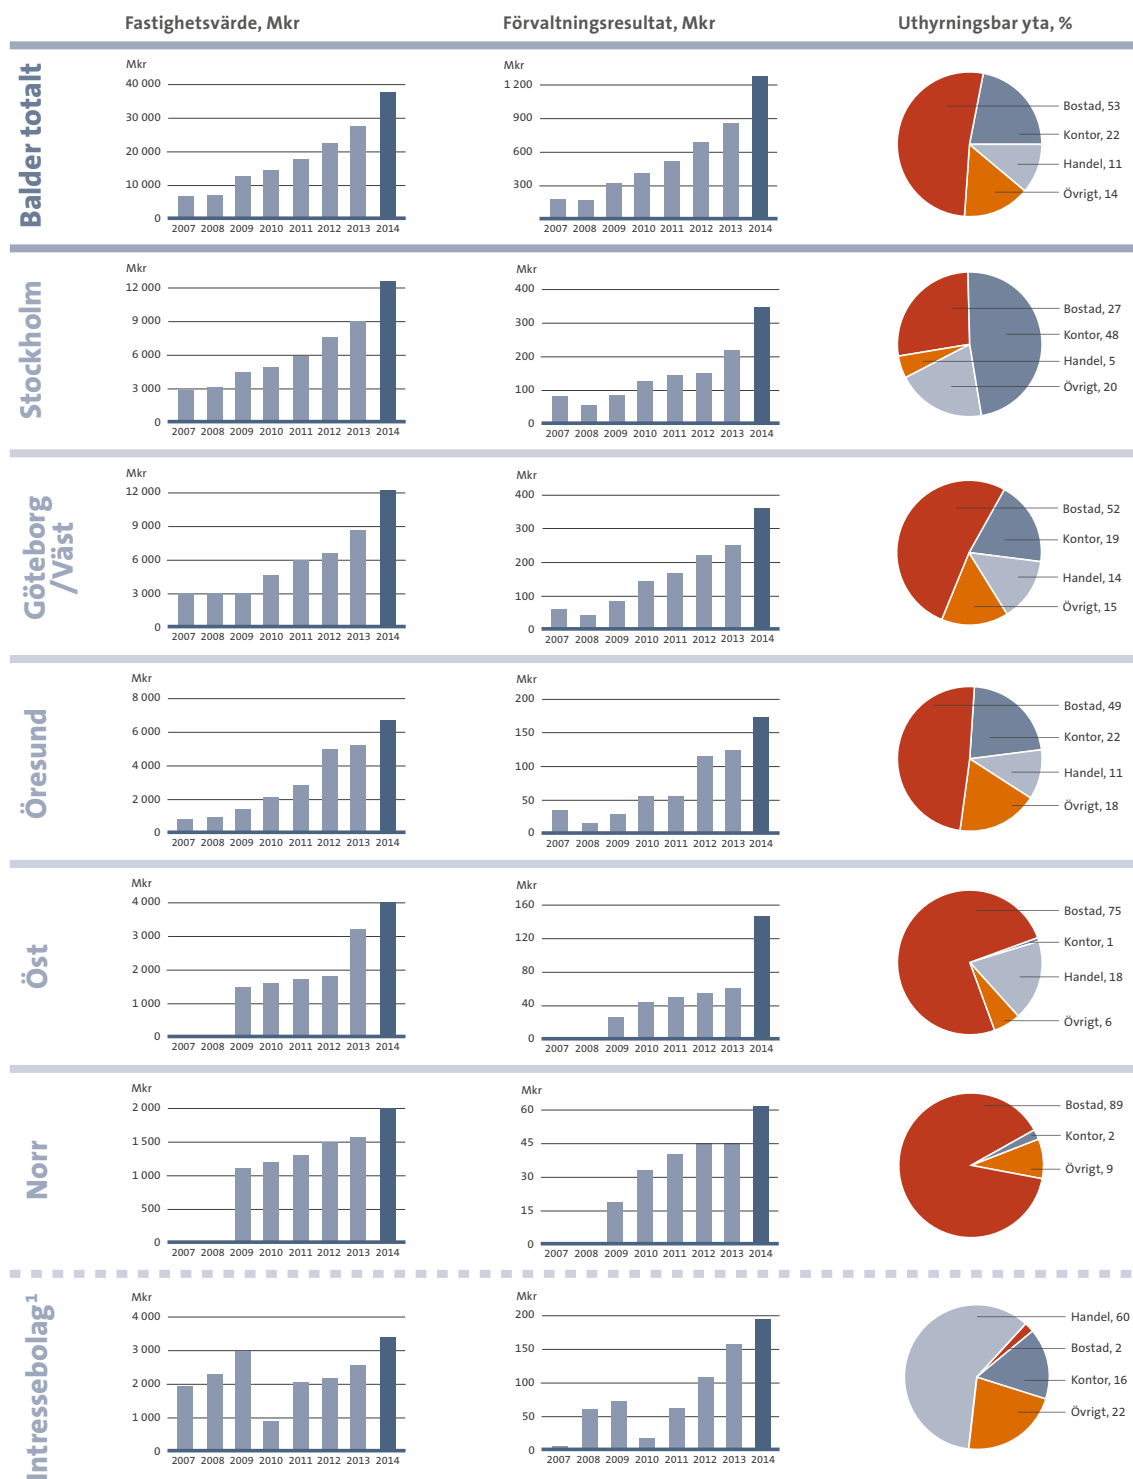 Fastighetsvärde, Mkr
Förvaltningsresultat, Mkr
Uthyrningsbar yta, %
Balder totalt
Mkr
40 000
30 000
20 000
10 000
0
2007 2008 2009 2010 2011 2012 2013 2014
Mkr
1 200
900
600
300
2007 2008 2009 2010 2011 2012 2013 2014
Bostad, 53
Kontor, 22
Handel, 11
Övrigt, 14
Stockholm
Mkr
12 000
9 000
6 000
3 000
0
2007 2008 2009 2010 2011 2012 2013 2014
Mkr
400
300
200
100
0
2007 2008 2009 2010 2011 2012 2013 2014
Bostad, 27
Kontor, 48
Handel, 5
Övrigt, 20
Göteborg
/Väst
Mkr
12 000
9 000
6 000
3 000
0
2007 2008 2009 2010 2011 2012 2013 2014
Mkr
400
300
200
100
0
2007 2008 2009 2010 2011 2012 2013 2014
Bostad, 52
Kontor, 19
Handel, 14
Övrigt, 15
Öresund
Mkr
8 000
6 000
4 000
2 000
0
2007 2008 2009 2010 2011 2012 2013 2014
Mkr
200
150
100
50
0
2007 2008 2009 2010 2011 2012 2013 2014
Bostad, 49
Kontor, 22
Handel, 11
Övrigt, 18
Öst
Mkr
4 000
3 000
2 000
1 000
0
2007 2008 2009 2010 2011 2012 2013 2014
Mkr
160
120
80
40
0
2007 2008 2009 2010 2011 2012 2013 2014
Bostad, 75
Kontor, 1
Handel, 18
Övrigt, 6
Norr
Mkr
2 000
1 500
1 000
500
0
2007 2008 2009 2010 2011 2012 2013 2014
Mkr
60
45
30
15
0
2007 2008 2009 2010 2011 2012 2013 2014
Bostad, 89
Kontor, 2
Övrigt, 9
Intressebolag¹
Mkr
4 000
3 000
2 000
1 000
0
2007 2008 2009 2010 2011 2012 2013 2014
Mkr
200
150
100
50
0
2007 2008 2009 2010 2011 2012 2013 2014
Handel, 60
Bostad, 2
Kontor, 16
Övrigt, 22